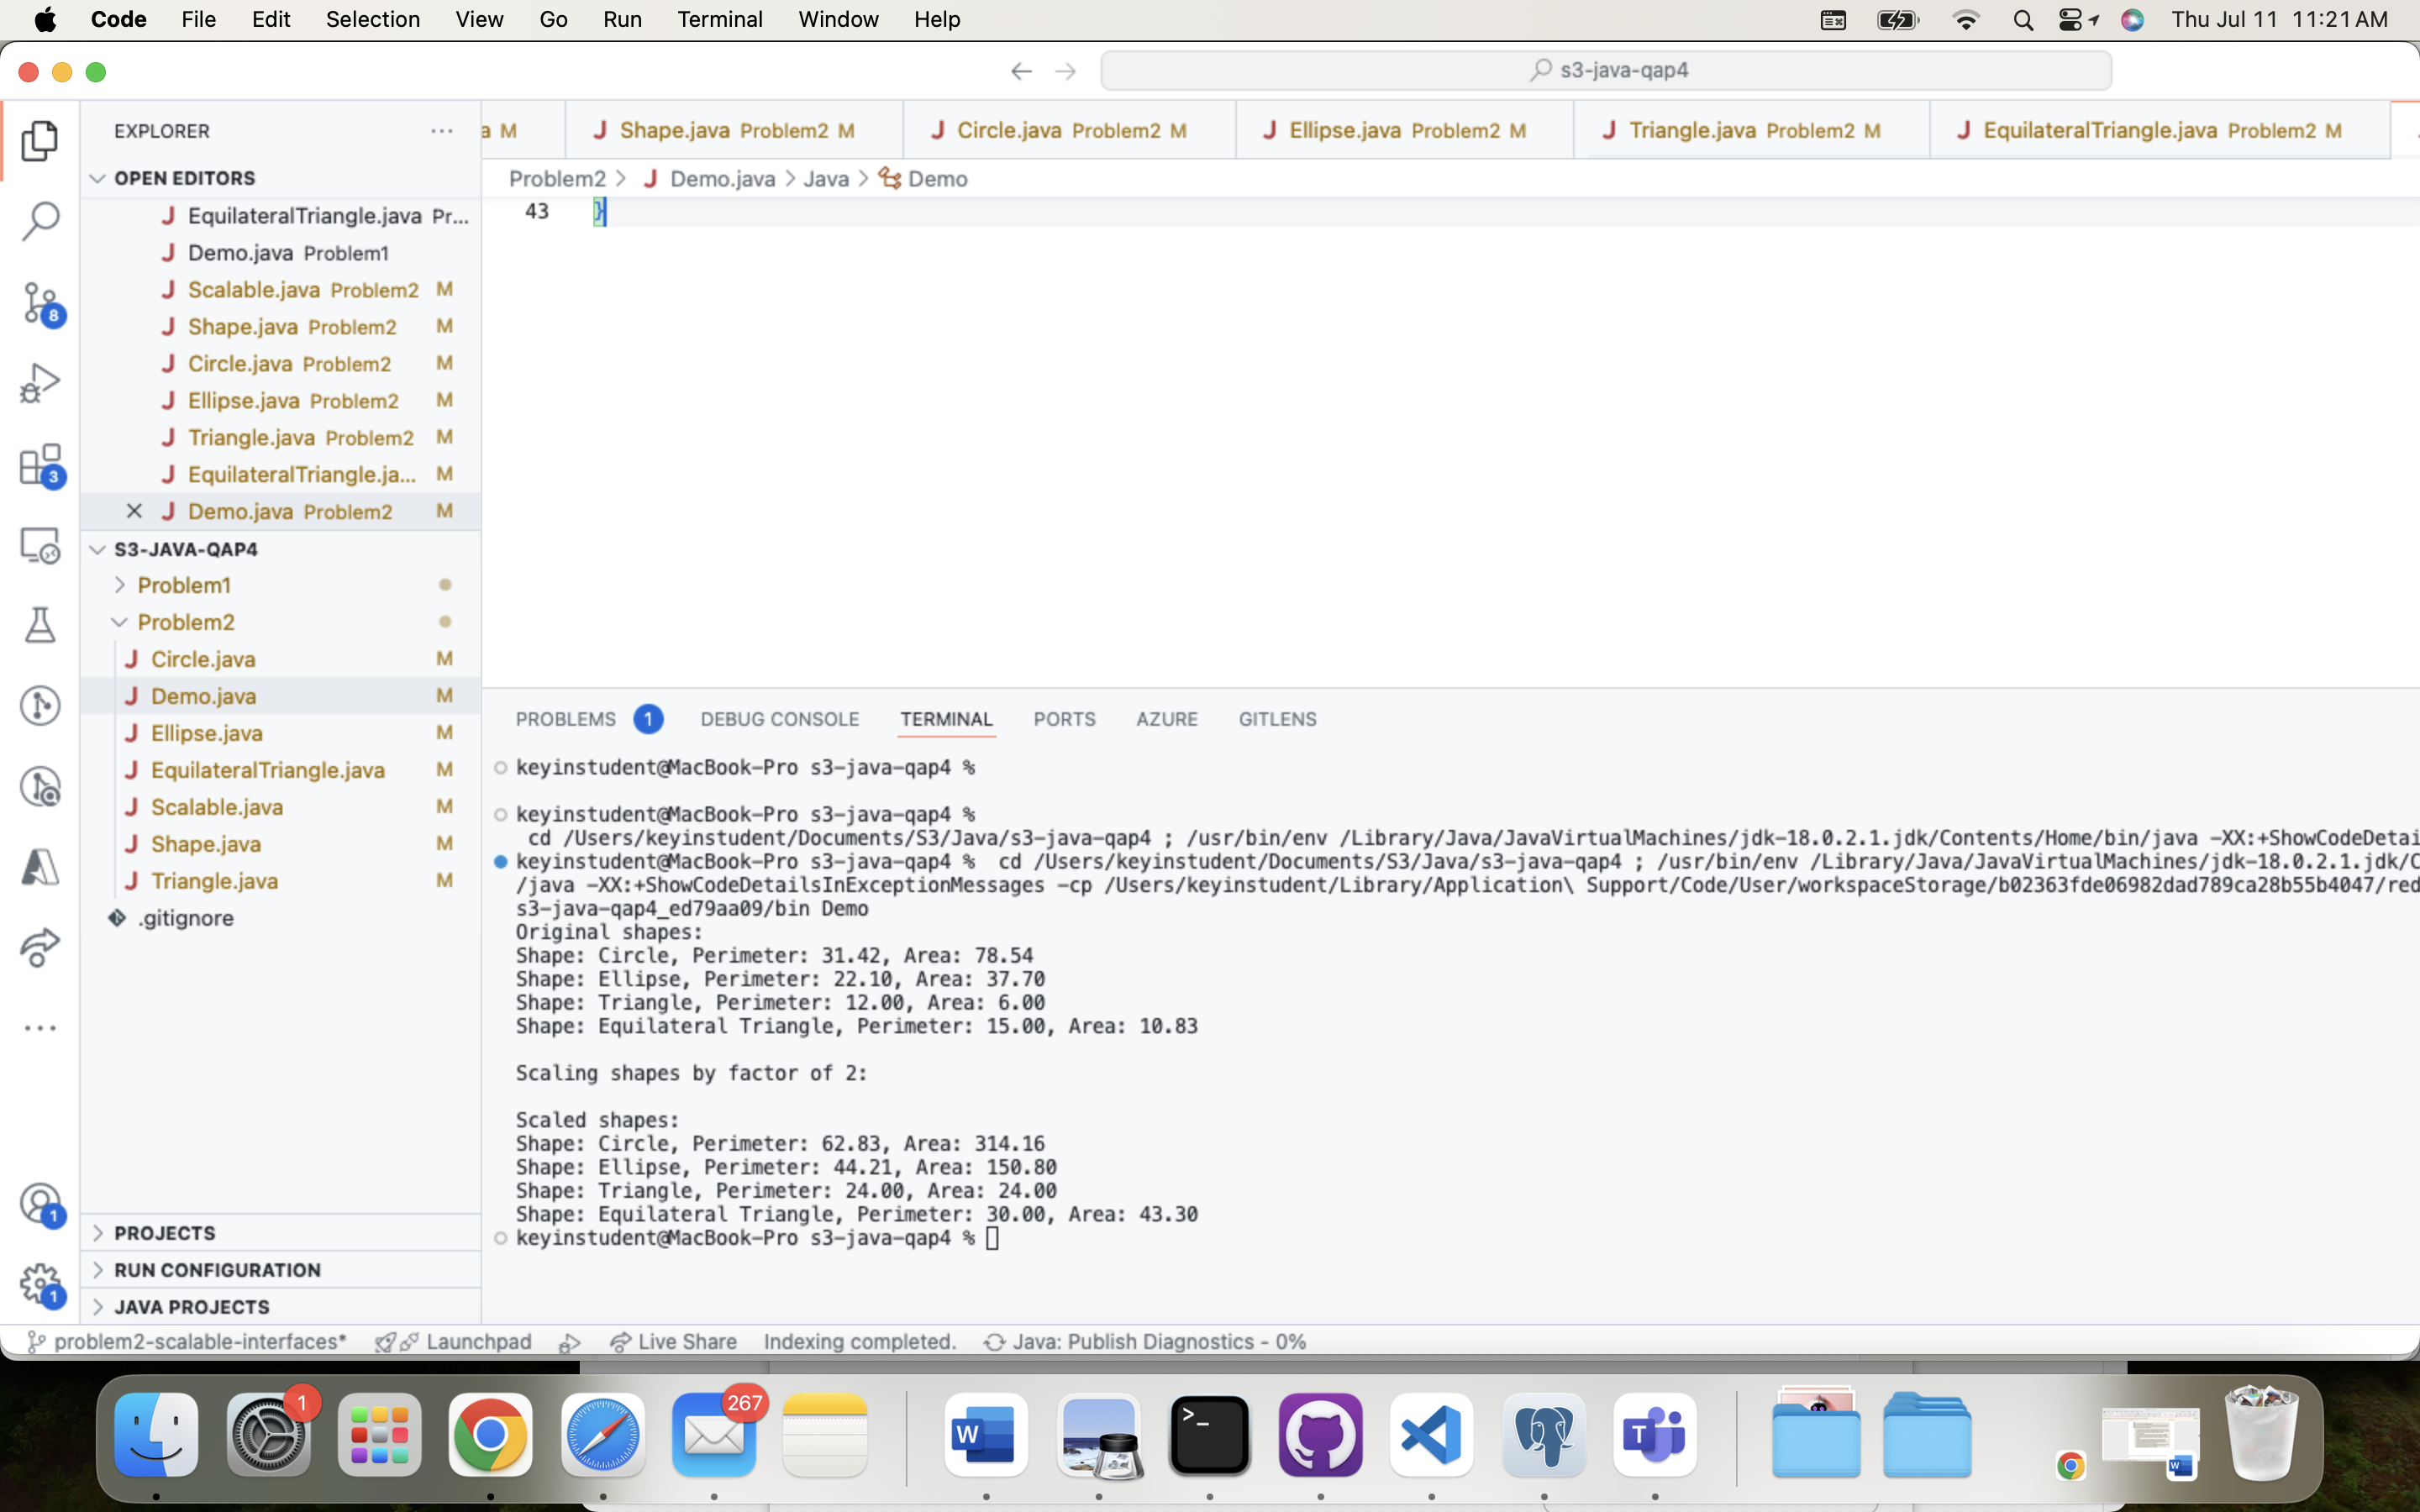 Code File Edit Selection View Go Run Terminal Window Help Thu Jul 11 11:21 AM
s3-java-qap4
EXPLORER
a M Shape.java Problem2 M Circle.java Problem2 M Ellipse.java Problem2 M Triangle.java Problem2 M EquilateralTriangle.java Problem2 M
OPEN EDITORS
Problem2 > Demo.java > Java > Demo
43 }
EquilateralTriangle.java Pr...
Demo.java Problem1
Scalable.java Problem2 M
Shape.java Problem2 M
Circle.java Problem2 M
Ellipse.java Problem2 M
Triangle.java Problem2 M
EquilateralTriangle.ja... M
Demo.java Problem2 M
S3-JAVA-QAP4
Problem1
Problem2
Circle.java M
Demo.java M
Ellipse.java M
EquilateralTriangle.java M
Scalable.java M
Shape.java M
Triangle.java M
.gitignore
PROJECTS
RUN CONFIGURATION
JAVA PROJECTS
8
3
1
1
PROBLEMS 1 DEBUG CONSOLE TERMINAL PORTS AZURE GITLENS
keyinstudent@MacBook-Pro s3-java-qap4 %
keyinstudent@MacBook-Pro s3-java-qap4 %
cd /Users/keyinstudent/Documents/S3/Java/s3-java-qap4 ; /usr/bin/env /Library/Java/JavaVirtualMachines/jdk-18.0.2.1.jdk/Contents/Home/bin/java -XX:+ShowCodeDetai
keyinstudent@MacBook-Pro s3-java-qap4 % cd /Users/keyinstudent/Documents/S3/Java/s3-java-qap4 ; /usr/bin/env /Library/Java/JavaVirtualMachines/jdk-18.0.2.1.jdk/C
/java -XX:+ShowCodeDetailsInExceptionMessages -cp /Users/keyinstudent/Library/Application\ Support/Code/User/workspaceStorage/b02363fde06982dad789ca28b55b4047/red
s3-java-qap4_ed79aa09/bin Demo
Original shapes:
Shape: Circle, Perimeter: 31.42, Area: 78.54
Shape: Ellipse, Perimeter: 22.10, Area: 37.70
Shape: Triangle, Perimeter: 12.00, Area: 6.00
Shape: Equilateral Triangle, Perimeter: 15.00, Area: 10.83
Scaling shapes by factor of 2:
Scaled shapes:
Shape: Circle, Perimeter: 62.83, Area: 314.16
Shape: Ellipse, Perimeter: 44.21, Area: 150.80
Shape: Triangle, Perimeter: 24.00, Area: 24.00
Shape: Equilateral Triangle, Perimeter: 30.00, Area: 43.30
keyinstudent@MacBook-Pro s3-java-qap4 %
problem2-scalable-interfaces* Launchpad Live Share Indexing completed. Java: Publish Diagnostics - 0%
1 267